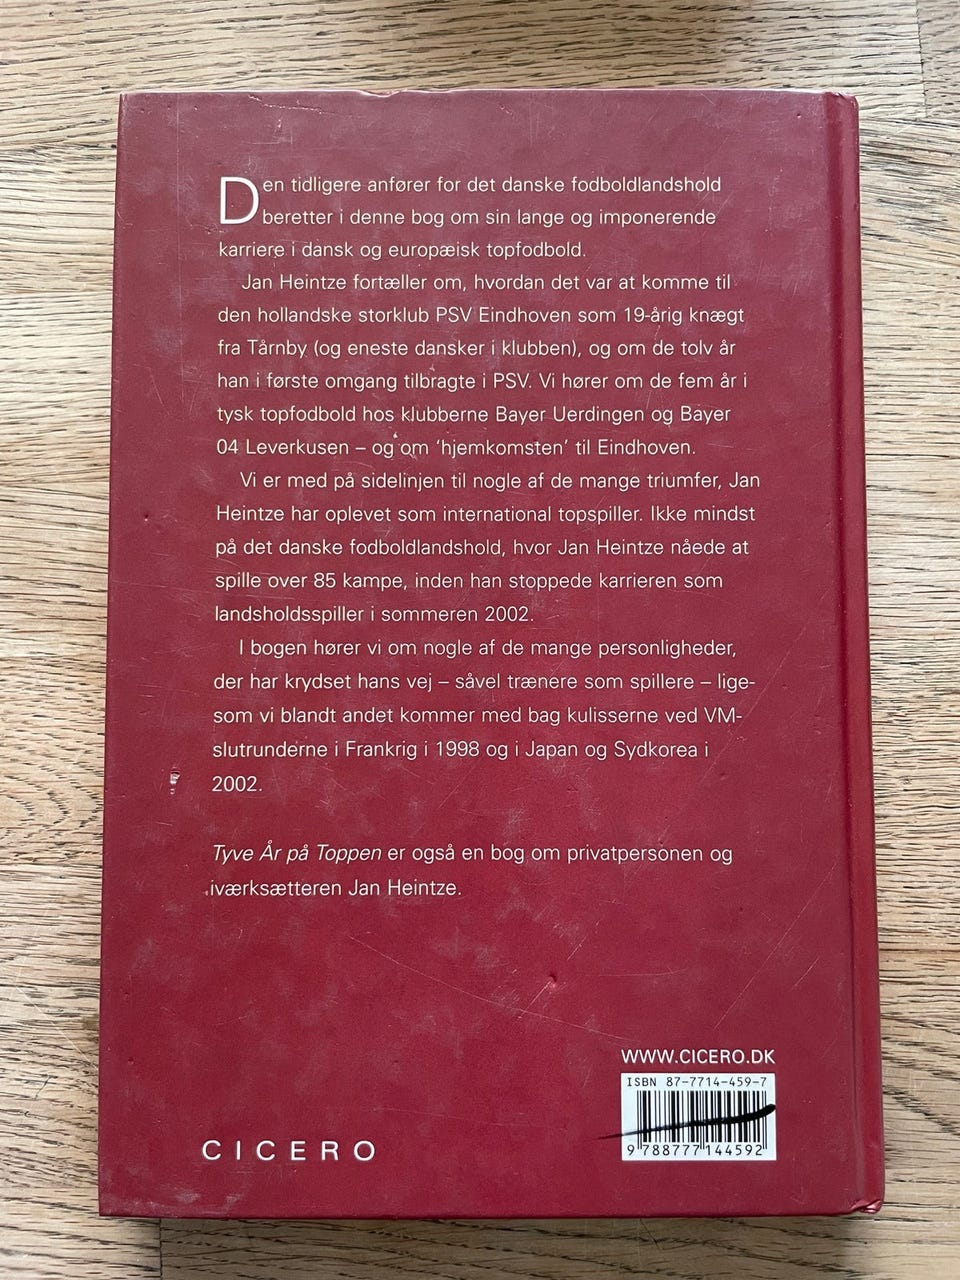 Den tidligere anfører for det danske fodboldlandshold
beretter i denne bog om sin lange og imponerende
karriere i dansk og europæisk topfodbold.
Jan Heintze fortæller om, hvordan det var at komme til
den hollandske storklub PSV Eindhoven som 19-årig knægt
fra Tårnby (og eneste dansker i klubben), og om de tolv år
han i første omgang tilbragte i PSV. Vi hører om de fem år i
tysk topfodbold hos klubberne Bayer Uerdingen og Bayer
04 Leverkusen – og om ‘hjemkomsten’ til Eindhoven.
Vi er med på sidelinjen til nogle af de mange triumfer, Jan
Heintze har oplevet som international topspiller. Ikke mindst
på det danske fodboldlandshold, hvor Jan Heintze nåede at
spille over 85 kampe, inden han stoppede karrieren som
landsholdsspiller i sommeren 2002.
I bogen hører vi om nogle af de mange personligheder,
der har krydset hans vej – såvel trænere som spillere – lige-
som vi blandt andet kommer med bag kulisserne ved VM-
slutrunderne i Frankrig i 1998 og i Japan og Sydkorea i
2002.
Tyve År på Toppen er også en bog om privatpersonen og
iværksætteren Jan Heintze.
WWW.CICERO.DK
ISBN 87-7714-459-7
9 788777 144592
CICERO